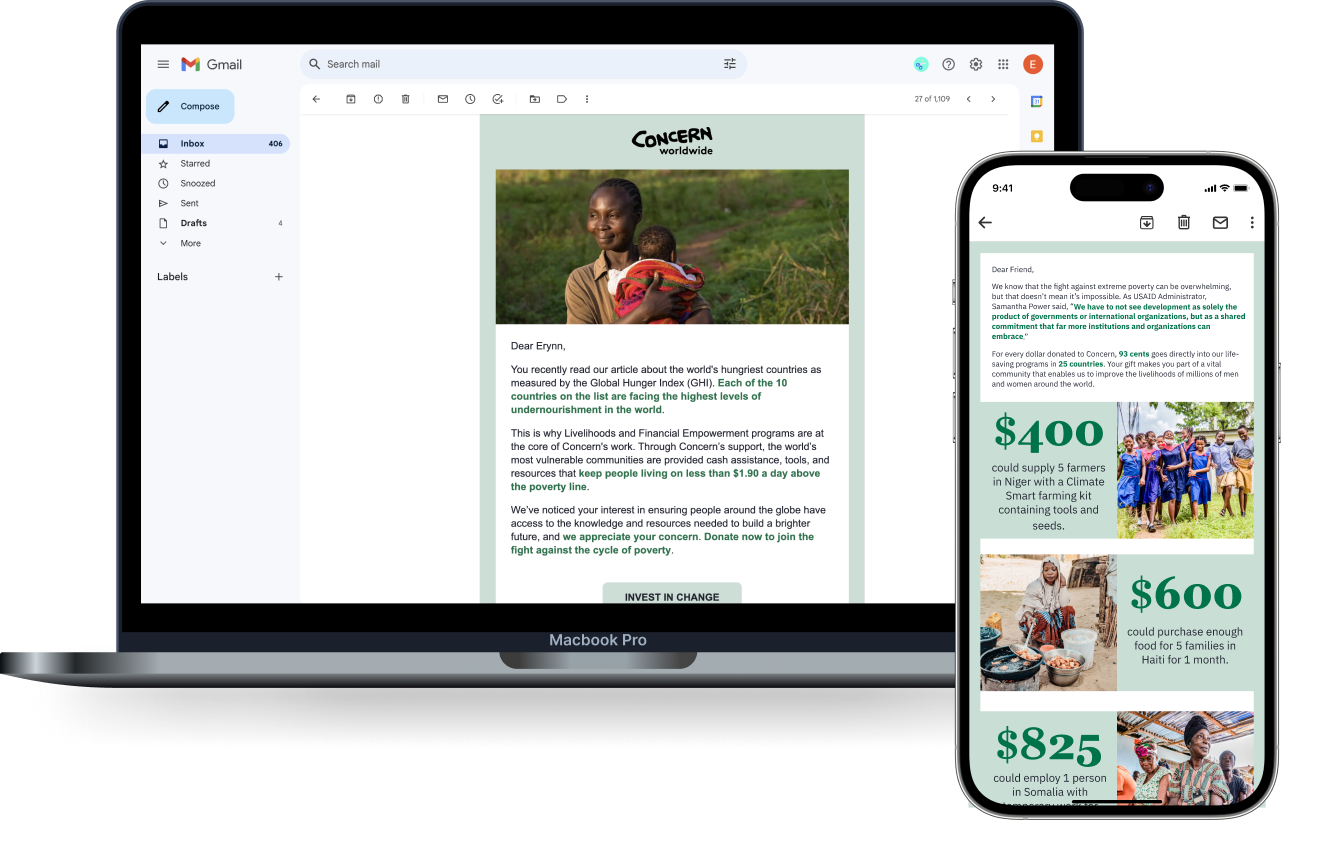 Gmail
Search mail
E
Compose
27 of 1,109
Inbox 406
Starred
Snoozed
Sent
Drafts 4
More
Labels
CONCERN
worldwide
Dear Erynn,
You recently read our article about the world's hungriest countries as
measured by the Global Hunger Index (GHI). Each of the 10
countries on the list are facing the highest levels of
undernourishment in the world.
This is why Livelihoods and Financial Empowerment programs are at
the core of Concern's work. Through Concern's support, the world's
most vulnerable communities are provided cash assistance, tools, and
resources that keep people living on less than $1.90 a day above
the poverty line.
We've noticed your interest in ensuring people around the globe have
access to the knowledge and resources needed to build a brighter
future, and we appreciate your concern. Donate now to join the
fight against the cycle of poverty.
INVEST IN CHANGE
Macbook Pro
9:41
Dear Friend,
We know that the fight against extreme poverty can be overwhelming,
but that doesn't mean it's impossible. As USAID Administrator,
Samantha Power said, "We have to not see development as solely the
product of governments or international organizations, but as a shared
commitment that far more institutions and organizations can
embrace."
For every dollar donated to Concern, 93 cents goes directly into our life-
saving programs in 25 countries. Your gift makes you part of a vital
community that enables us to improve the livelihoods of millions of men
and women around the world.
$400
could supply 5 farmers
in Niger with a Climate
Smart farming kit
containing tools and
seeds.
$600
could purchase enough
food for 5 families in
Haiti for 1 month.
$825
could employ 1 person
in Somalia with